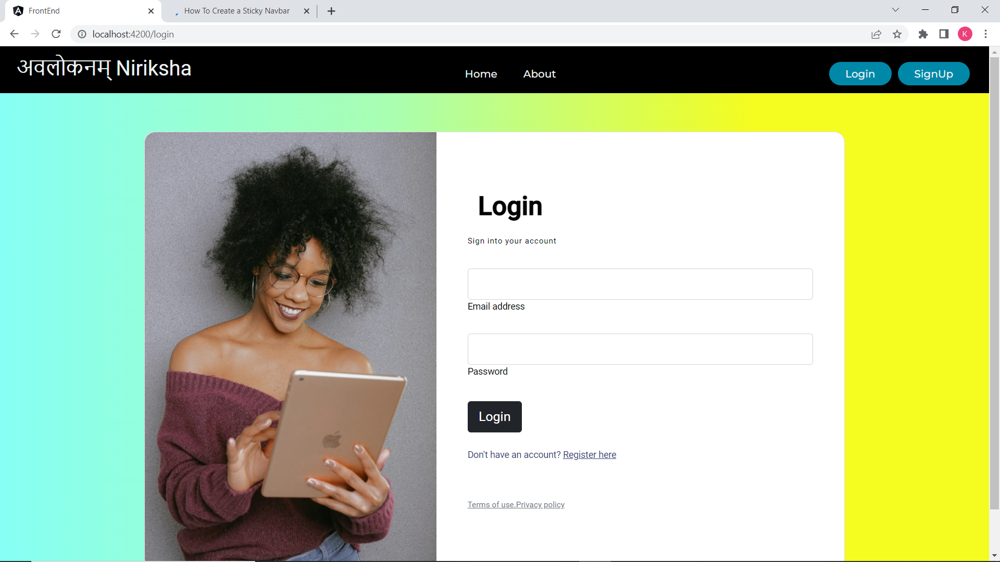 FrontEnd
How To Create a Sticky Navbar
localhost:4200/login
K
अवलोकनम् Niriksha
Home
About
Login
SignUp
Login
Sign into your account
Email address
Password
Login
Don't have an account? Register here
Terms of use.Privacy policy